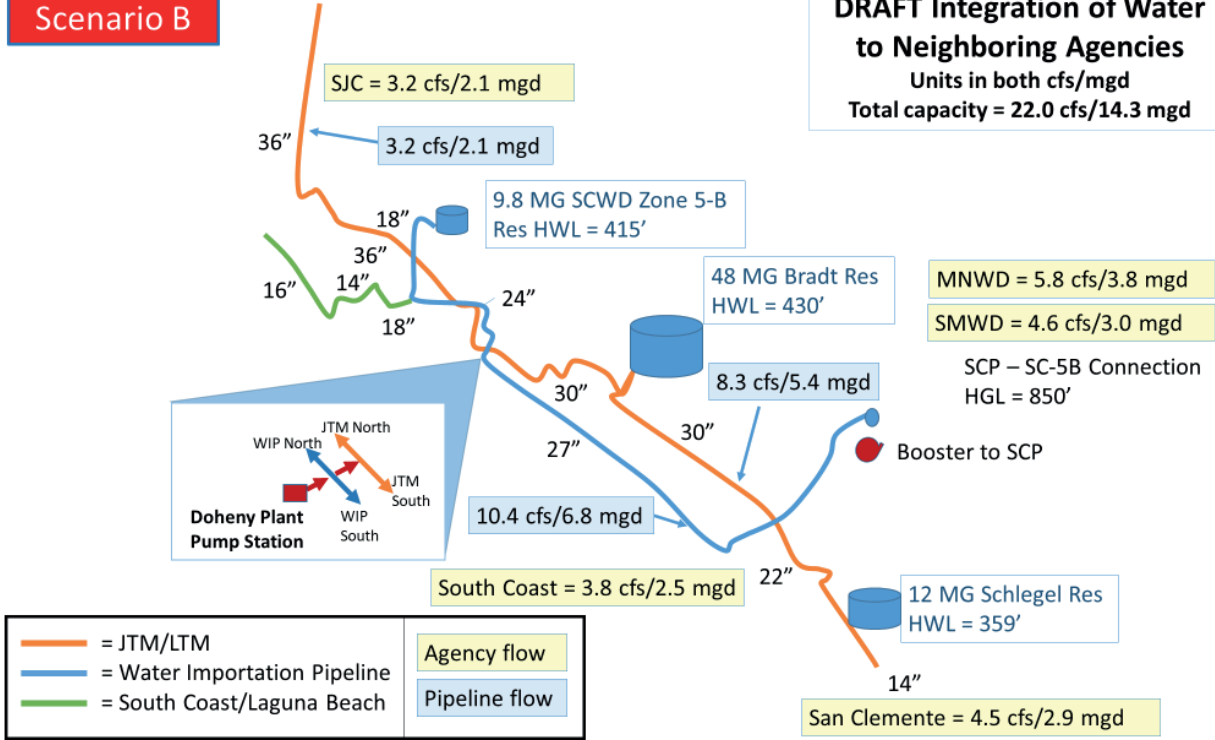 Scenario B
DRAFT Integration of Water
to Neighboring Agencies
Units in both cfs/mgd
Total capacity = 22.0 cfs/14.3 mgd
SJC = 3.2 cfs/2.1 mgd
36”
3.2 cfs/2.1 mgd
9.8 MG SCWD Zone 5-B
Res HWL = 415’
18”
36”
16”
14”
18”
24”
48 MG Bradt Res
HWL = 430’
MNWD = 5.8 cfs/3.8 mgd
SMWD = 4.6 cfs/3.0 mgd
SCP – SC-5B Connection
HGL = 850’
8.3 cfs/5.4 mgd
30”
30”
27”
Booster to SCP
JTM North
WIP North
JTM
South
WIP
South
Doheny Plant
Pump Station
10.4 cfs/6.8 mgd
South Coast = 3.8 cfs/2.5 mgd
22”
12 MG Schlegel Res
HWL = 359’
14”
San Clemente = 4.5 cfs/2.9 mgd
= JTM/LTM
= Water Importation Pipeline
= South Coast/Laguna Beach
Agency flow
Pipeline flow